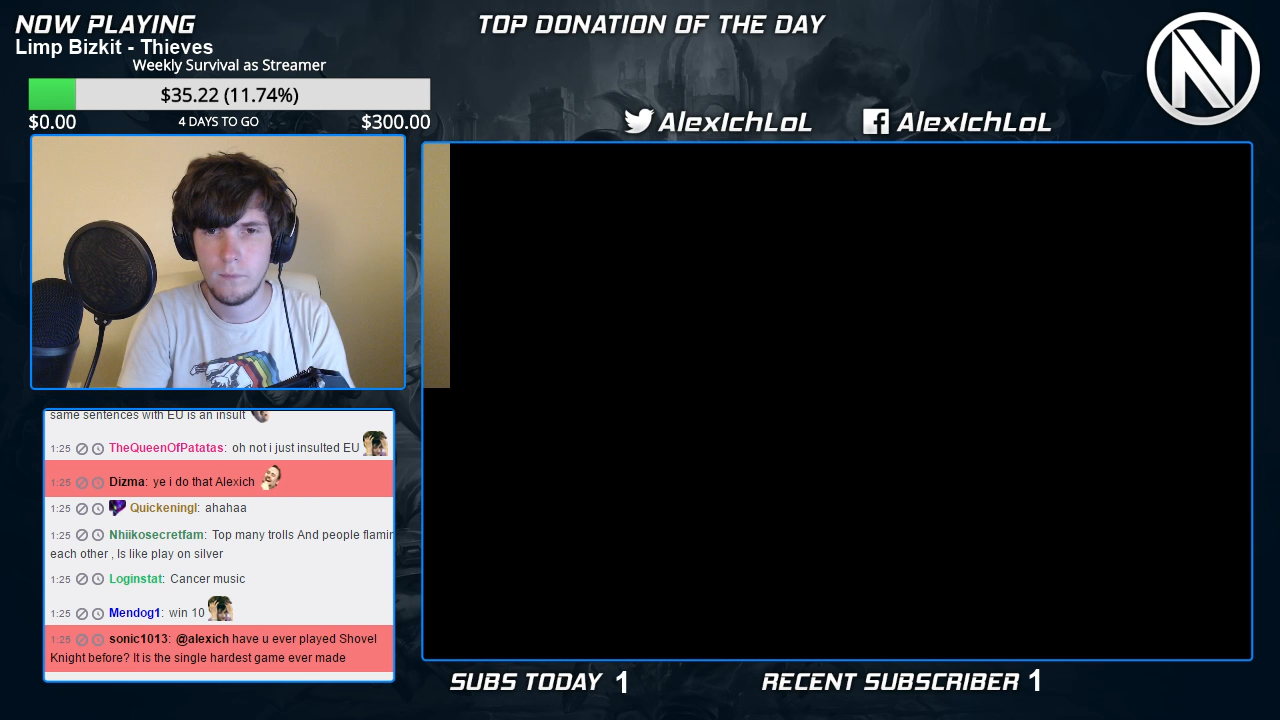 NOW PLAYING
Limp Bizkit - Thieves
Weekly Survival as Streamer
$35.22 (11.74%)
$0.00 4 DAYS TO GO $300.00
TOP DONATION OF THE DAY
AlexIchLoL AlexIchLoL
N
same sentences with EU is an insult
1:25 TheQueenOfPatatas: oh not i just insulted EU
1:25 Dizma: ye i do that Alexich
1:25 Quickeningl: ahahaa
1:25 Nhiikosecretfam: Top many trolls And people flamin
each other , Is like play on silver
1:25 Loginstat: Cancer music
1:25 Mendog1: win 10
1:25 sonic1013: @alexich have u ever played Shovel
Knight before? It is the single hardest game ever made
SUBS TODAY 1
RECENT SUBSCRIBER 1